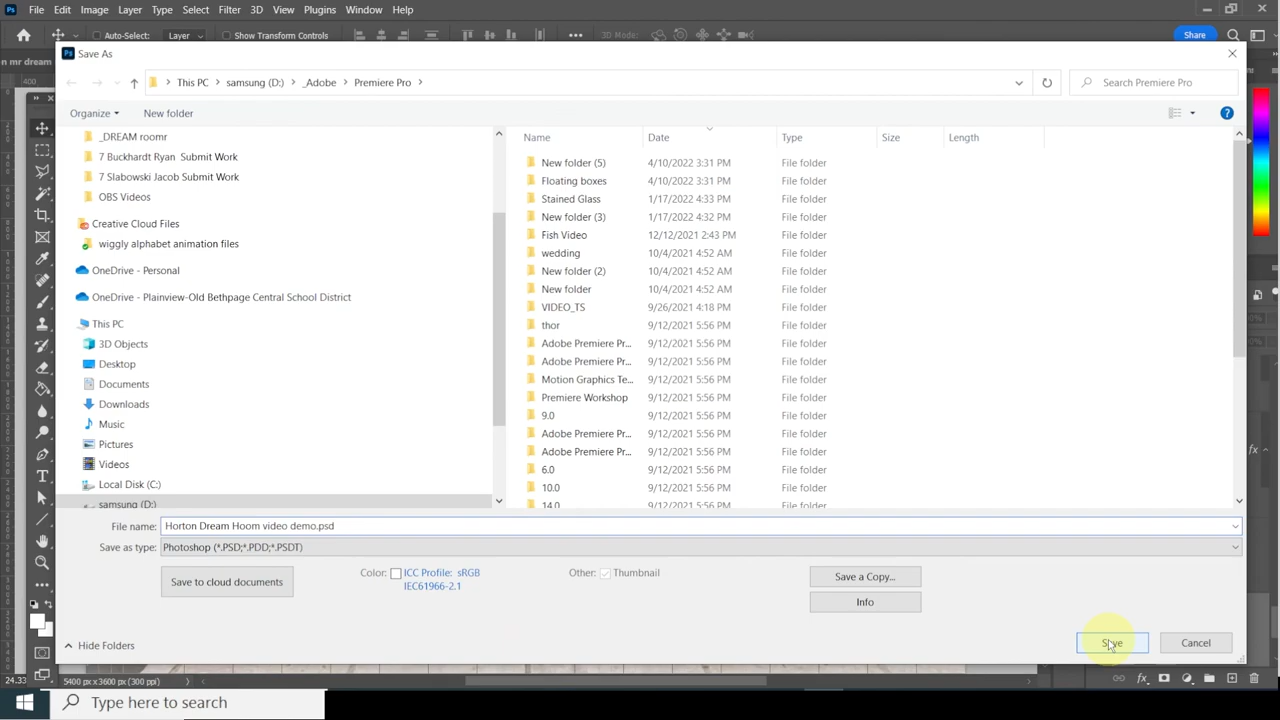 File Edit Image Layer Type Select Filter 3D View Plugins Window Help
Auto-Select: Layer Show Transform Controls 3D Mode: Share
n mr dream
Save As
400
This PC > samsung (D:) > _Adobe > Premiere Pro >
Search Premiere Pro
Organize
New folder
_DREAM roomr
7 Buckhardt Ryan Submit Work
7 Slabowski Jacob Submit Work
OBS Videos
Creative Cloud Files
wiggly alphabet animation files
OneDrive - Personal
OneDrive - Plainview-Old Bethpage Central School District
This PC
3D Objects
Desktop
Documents
Downloads
Music
Pictures
Videos
Local Disk (C:)
samsung (D:)
Name Date Type Size Length
New folder (5) 4/10/2022 3:31 PM File folder
Floating boxes 4/10/2022 3:31 PM File folder
Stained Glass 1/17/2022 4:33 PM File folder
New folder (3) 1/17/2022 4:32 PM File folder
Fish Video 12/12/2021 2:43 PM File folder
wedding 10/4/2021 4:52 AM File folder
New folder (2) 10/4/2021 4:52 AM File folder
New folder 10/4/2021 4:52 AM File folder
VIDEO_TS 9/26/2021 4:18 PM File folder
thor 9/12/2021 5:56 PM File folder
Adobe Premiere Pr... 9/12/2021 5:56 PM File folder
Adobe Premiere Pr... 9/12/2021 5:56 PM File folder
Motion Graphics Te... 9/12/2021 5:56 PM File folder
Premiere Workshop 9/12/2021 5:56 PM File folder
9.0 9/12/2021 5:56 PM File folder
Adobe Premiere Pr... 9/12/2021 5:56 PM File folder
Adobe Premiere Pr... 9/12/2021 5:56 PM File folder
6.0 9/12/2021 5:56 PM File folder
10.0 9/12/2021 5:56 PM File folder
14.0 9/12/2021 5:56 PM File folder
File name: Horton Dream Hoom video demo.psd
Save as type: Photoshop (*.PSD;*.PDD;*.PSDT)
Save to cloud documents
Color: ICC Profile: sRGB
IEC61966-2.1
Other: Thumbnail
Save a Copy...
Info
Hide Folders
Save
Cancel
24.33
5400 px x 3600 px (300 ppi)
Type here to search